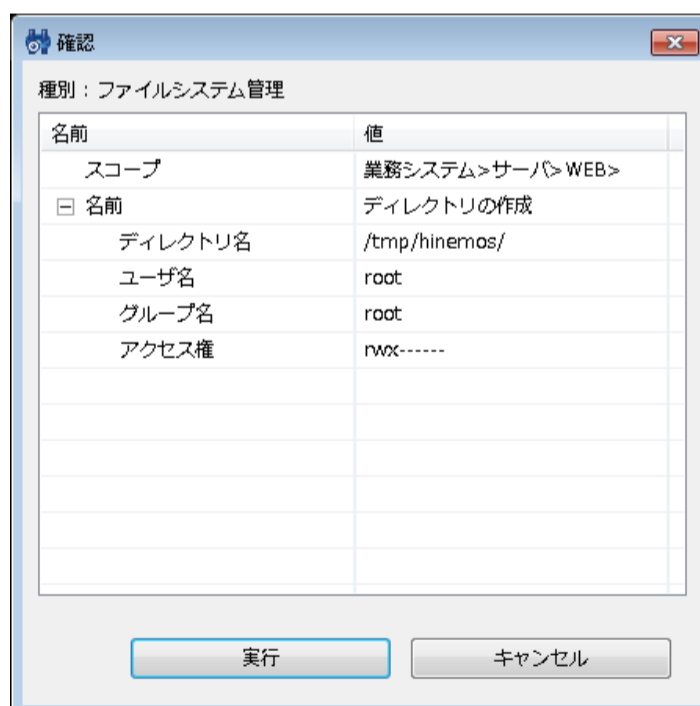 確認
種別：ファイルシステム管理
名前 値
スコープ 業務システム>サーバ>WEB>
名前 ディレクトリの作成
ディレクトリ名 /tmp/hinemos/
ユーザ名 root
グループ名 root
アクセス権 rwx------
実行 キャンセル